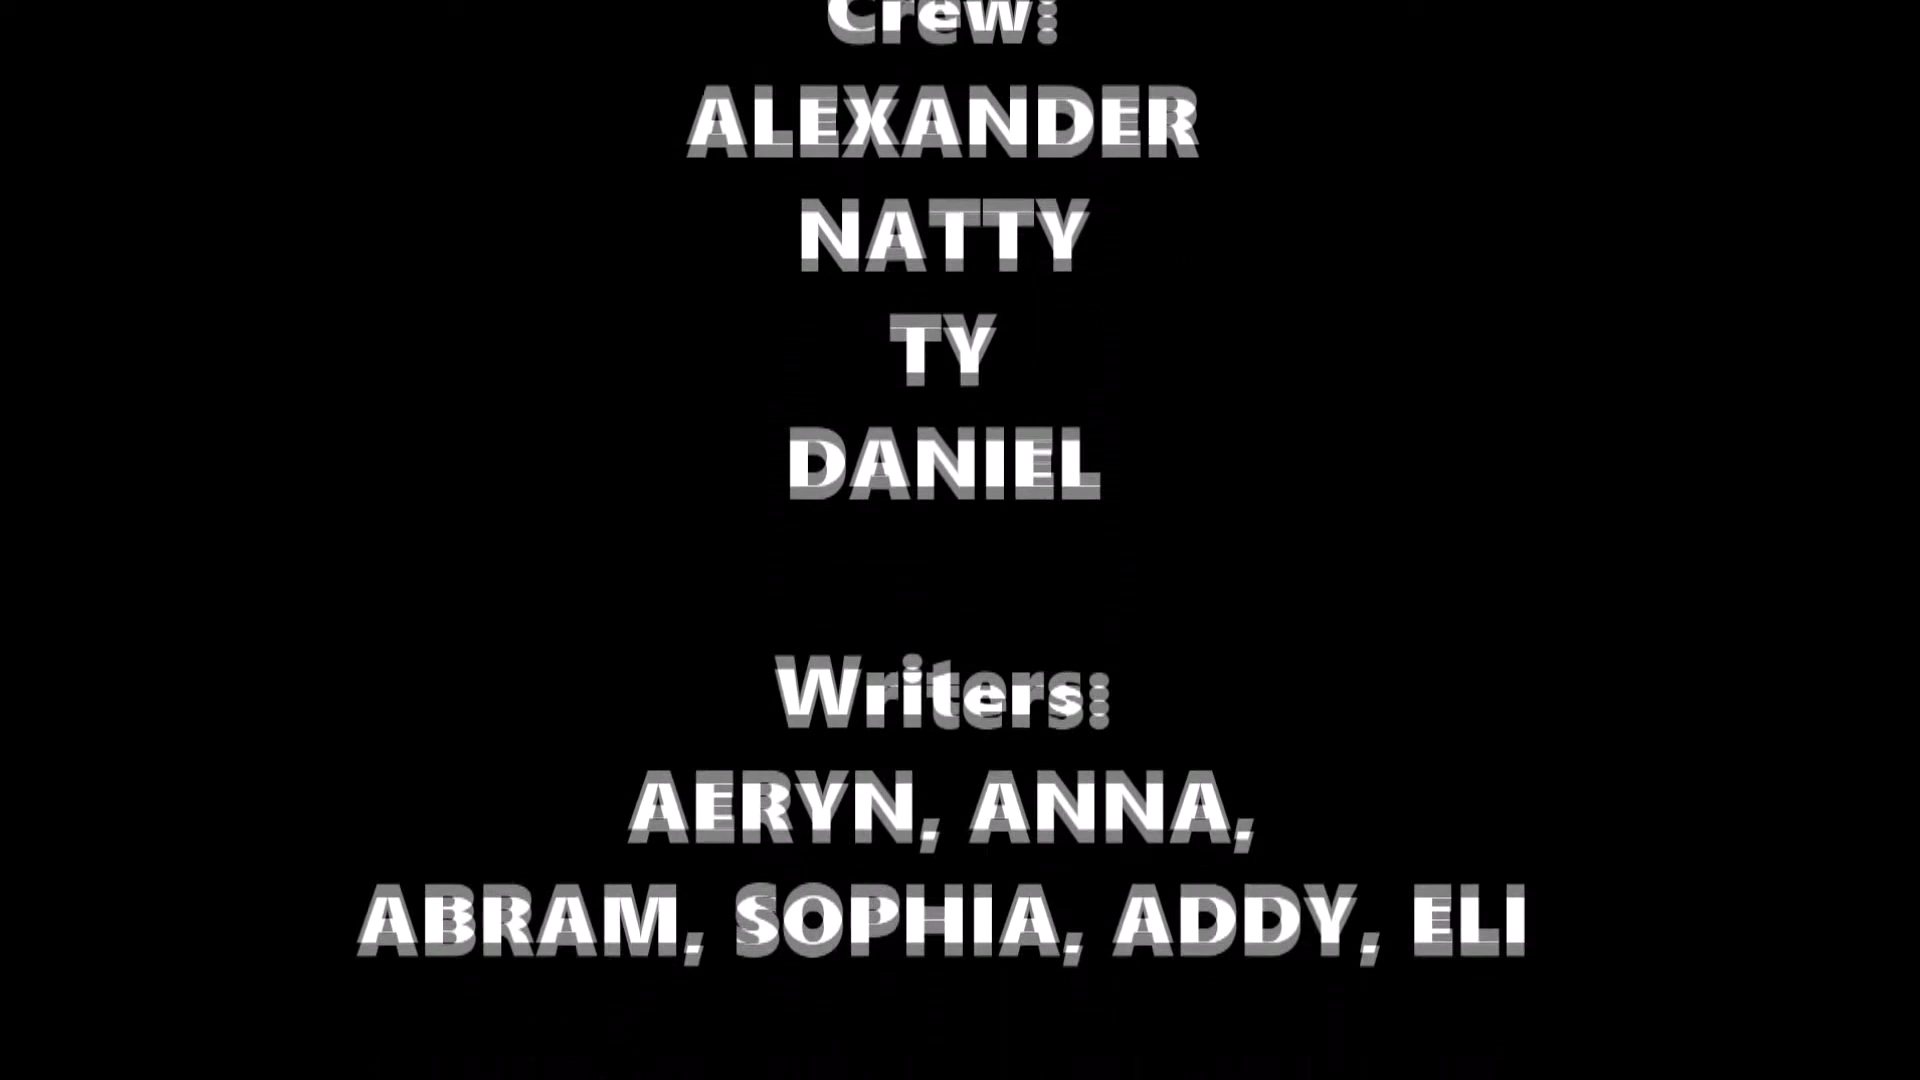 Crew:
ALEXANDER
NATTY
TY
DANIEL
Writers:
AERYN, ANNA,
ABRAM, SOPHIA, ADDY, ELI